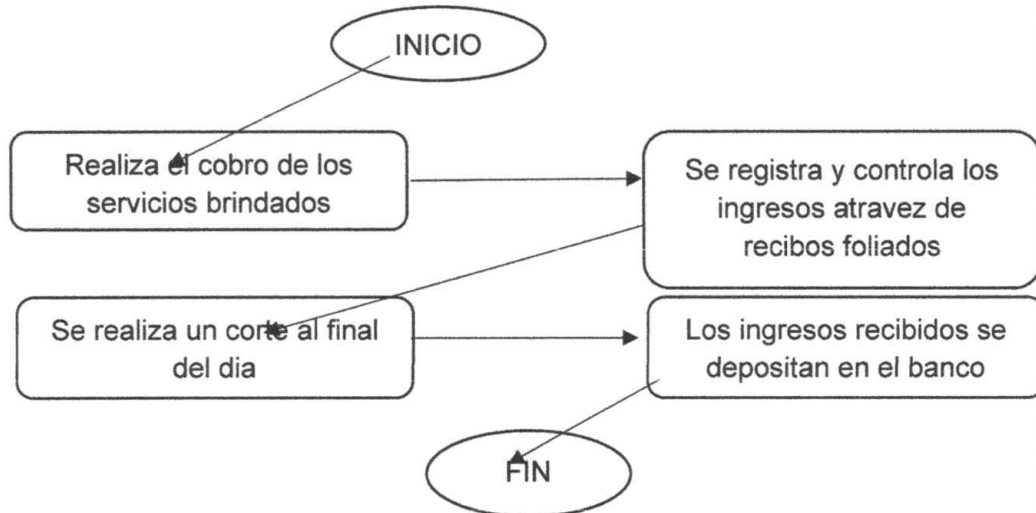 INICIO
Realiza el cobro de los
servicios brindados
Se registra y controla los
ingresos atravez de
recibos foliados
Se realiza un corte al final
del dia
Los ingresos recibidos se
depositan en el banco
FIN